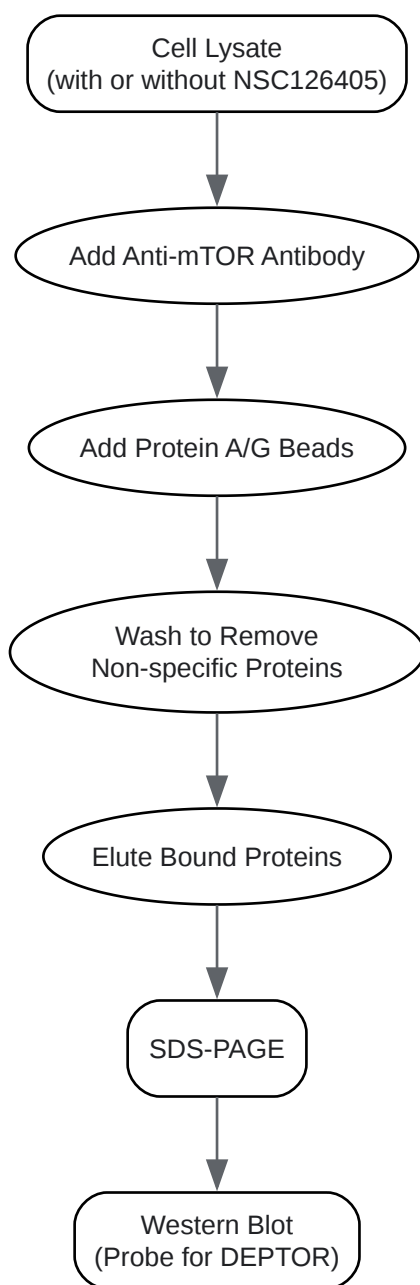 Cell Lysate
(with or without NSC126405)
Add Anti-mTOR Antibody
Add Protein A/G Beads
Wash to Remove
Non-specific Proteins
Elute Bound Proteins
SDS-PAGE
Western Blot
(Probe for DEPTOR)